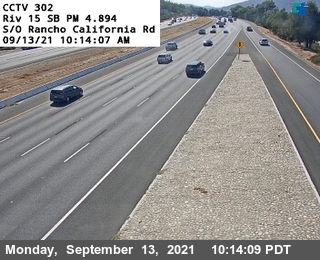 CCTV 302
Riv 15 SB PM 4.894
S/O Rancho California Rd
09/13/21 10:14:07 AM
Monday, September 13, 2021 10:14:09 PDT